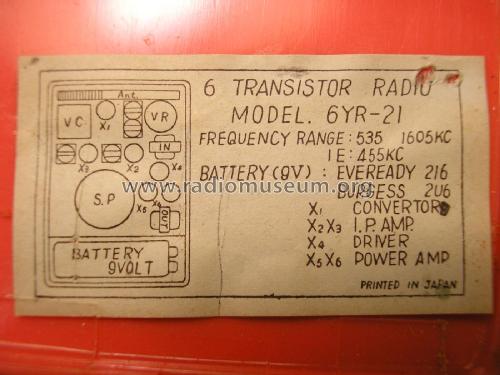 6 TRANSISTOR RADIO
MODEL. 6YR-21
FREQUENCY RANGE: 535 1605KC
IE: 455KC
BATTERY (9V): EVEREADY 216
BURGESS 2U6
X1 CONVERTOR
X2 X3 I.P. AMP.
X4 DRIVER
X5 X6 POWER AMP
PRINTED IN JAPAN
Ant.
VC
X1
VR
IN
X3
X2
X4
S.P
X5
X4
OUT
BATTERY
9VOLT
www.radiomuseum.org